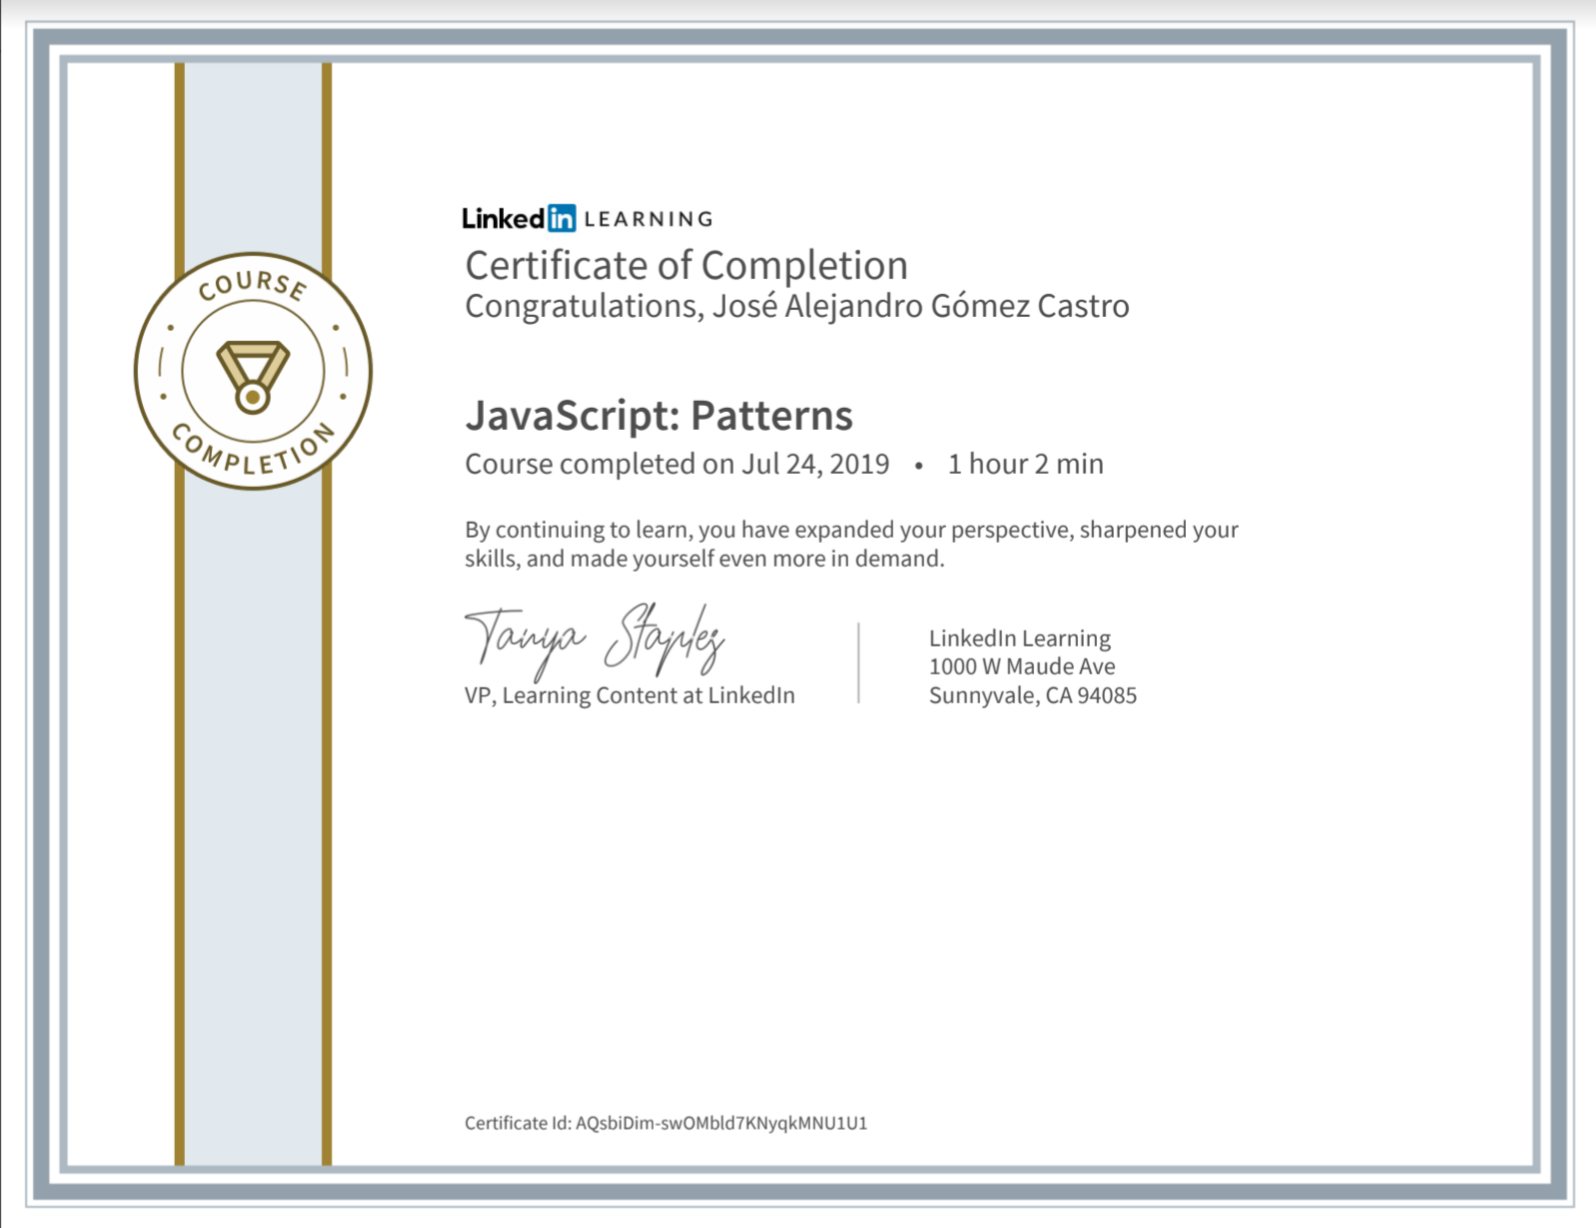 COURSE
COMPLETION
Linked in LEARNING
Certificate of Completion
Congratulations, José Alejandro Gómez Castro
JavaScript: Patterns
Course completed on Jul 24, 2019 • 1 hour 2 min
By continuing to learn, you have expanded your perspective, sharpened your
skills, and made yourself even more in demand.
Tanya Staples
VP, Learning Content at LinkedIn
LinkedIn Learning
1000 W Maude Ave
Sunnyvale, CA 94085
Certificate Id: AQsbiDim-swOMbld7KNyqkMNU1U1